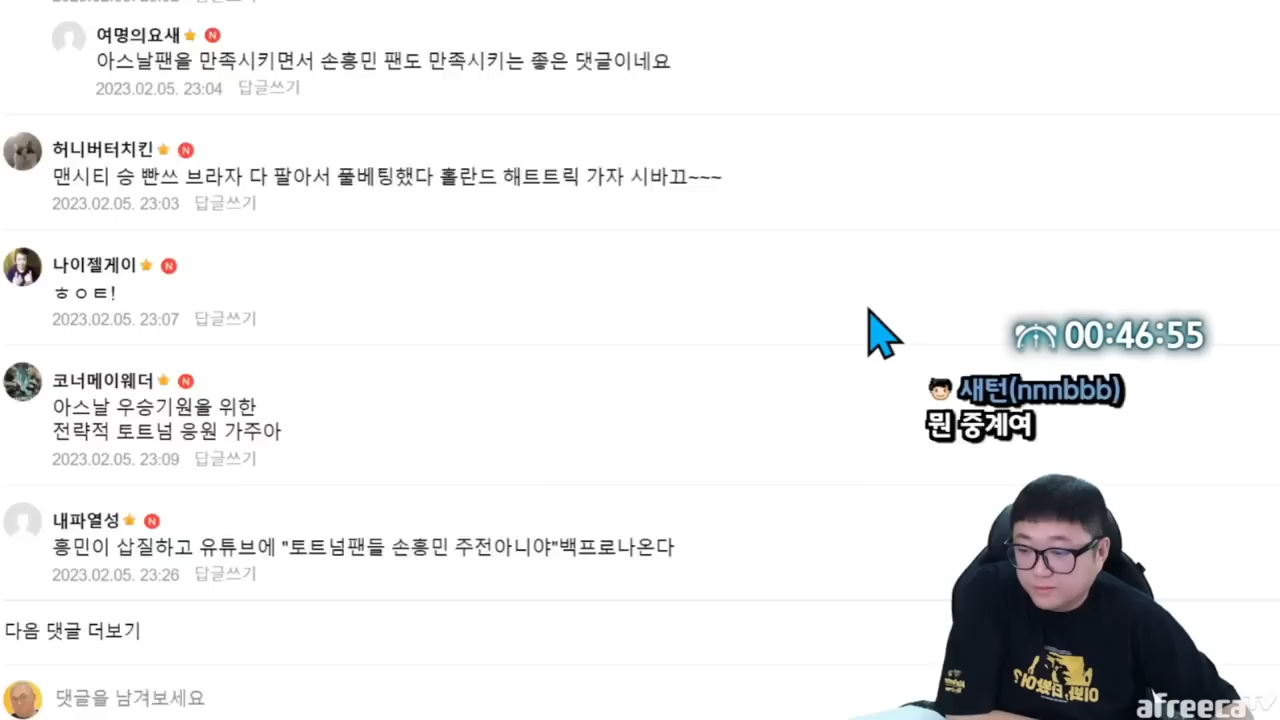 여명의요새 N
아스날팬을 만족시키면서 손흥민 팬도 만족시키는 좋은 댓글이네요
2023.02.05. 23:04 답글쓰기
허니버터치킨 N
맨시티 승 빤쓰 브라자 다 팔아서 풀베팅했다 홀란드 해트트릭 가자 시바끄~~~
2023.02.05. 23:03 답글쓰기
나이젤게이 N
ㅎㅇㅌ!
2023.02.05. 23:07 답글쓰기
00:46:55
코너메이웨더 N
새턴(nnnbbb)
아스날 우승기원을 위한
뭔 중계여
전략적 토트넘 응원 가주아
2023.02.05. 23:09 답글쓰기
내파열성 N
흥민이 삽질하고 유튜브에 "토트넘팬들 손흥민 주전아니야"백프로나온다
2023.02.05. 23:26 답글쓰기
다음 댓글 더보기
댓글을 남겨보세요
afreecaTV